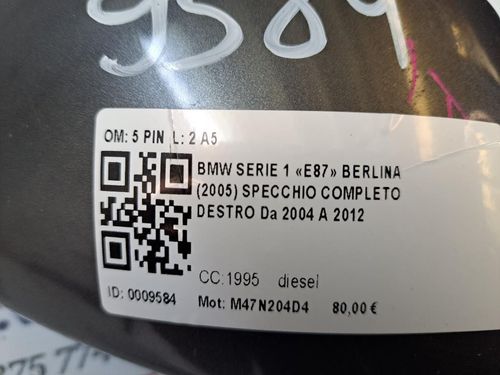 9584
OM: 5 PIN L: 2 A5
BMW SERIE 1 «E87» BERLINA
(2005) SPECCHIO COMPLETO
DESTRO Da 2004 A 2012
CC:1995 diesel
ID: 0009584 Mot: M47N204D4 80,00 €